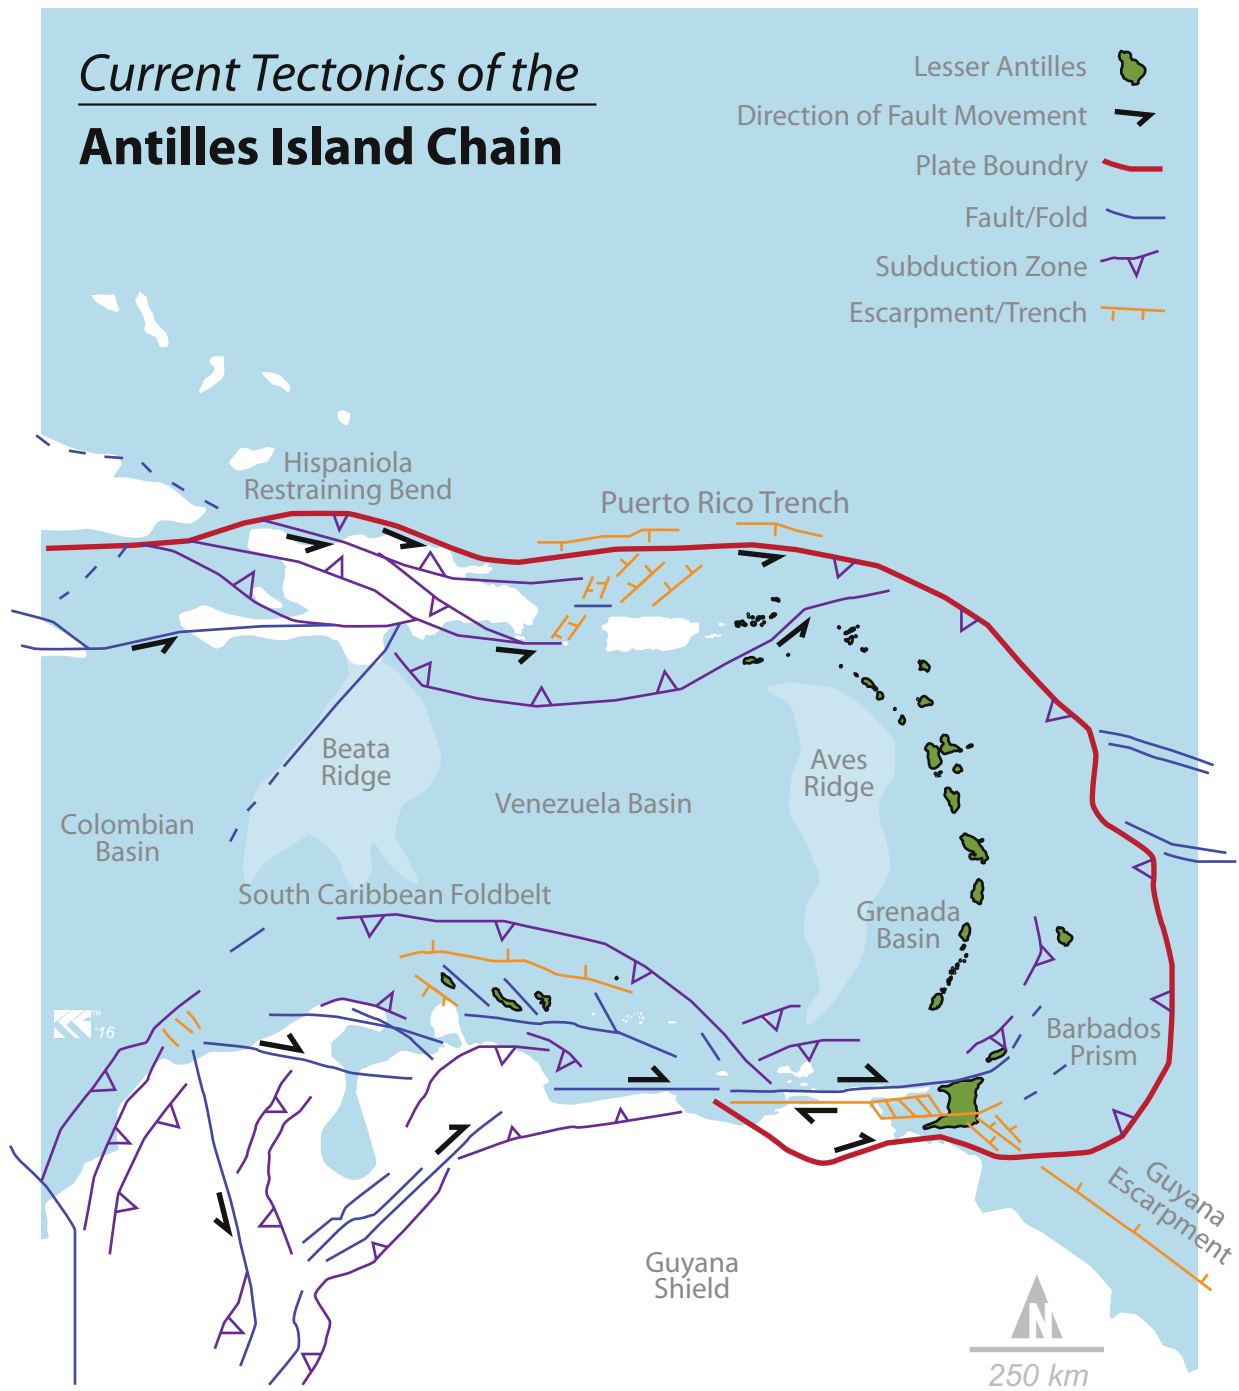 Current Tectonics of the
Antilles Island Chain
Lesser Antilles
Direction of Fault Movement
Plate Boundry
Fault/Fold
Subduction Zone
Escarpment/Trench
Hispaniola
Restraining Bend
Puerto Rico Trench
Beata
Ridge
Aves
Ridge
Venezuela Basin
Colombian
Basin
South Caribbean Foldbelt
Grenada
Basin
TM
'16
Barbados
Prism
Guyana
Escarpment
Guyana
Shield
N
250 km